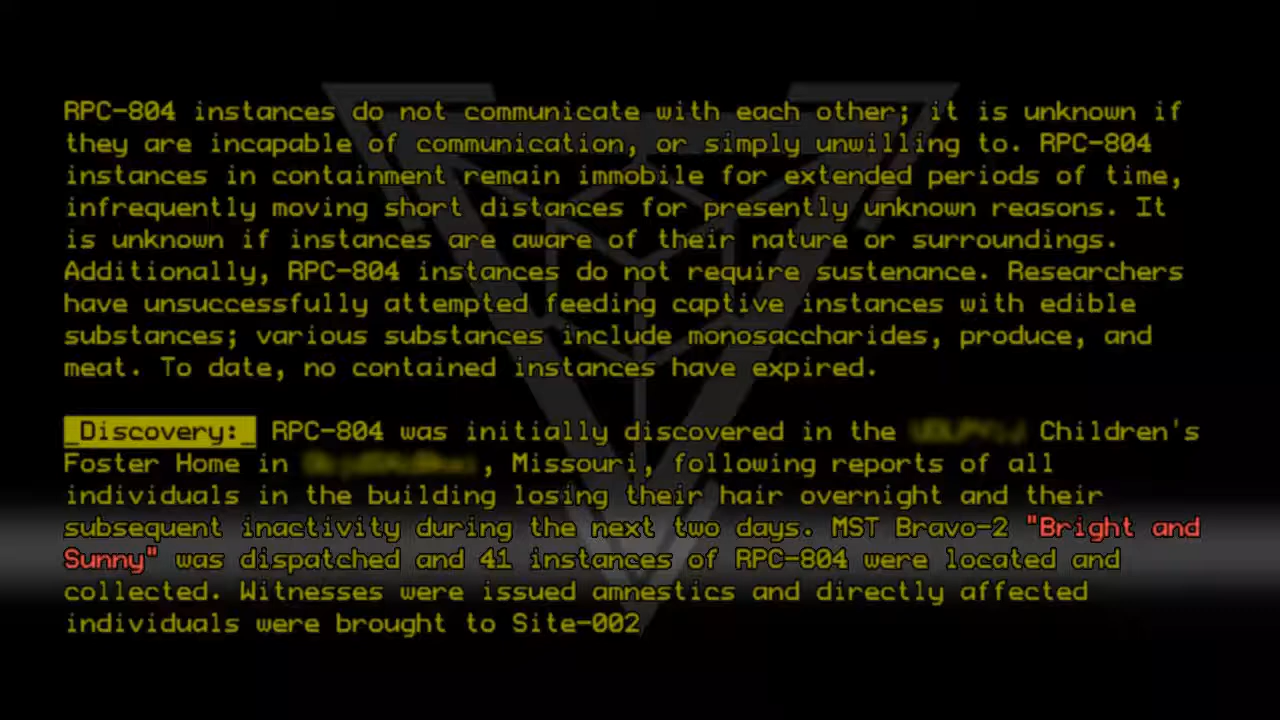 RPC-804 instances do not communicate with each other; it is unknown if
they are incapable of communication, or simply unwilling to. RPC-804
instances in containment remain immobile for extended periods of time,
infrequently moving short distances for presently unknown reasons. It
is unknown if instances are aware of their nature or surroundings.
Additionally, RPC-804 instances do not require sustenance. Researchers
have unsuccessfully attempted feeding captive instances with edible
substances; various substances include monosaccharides, produce, and
meat. To date, no contained instances have expired.
_Discovery:_ RPC-804 was initially discovered in the Children's
Foster Home in , Missouri, following reports of all
individuals in the building losing their hair overnight and their
subsequent inactivity during the next two days. MST Bravo-2 "Bright and
Sunny" was dispatched and 41 instances of RPC-804 were located and
collected. Witnesses were issued amnestics and directly affected
individuals were brought to Site-002